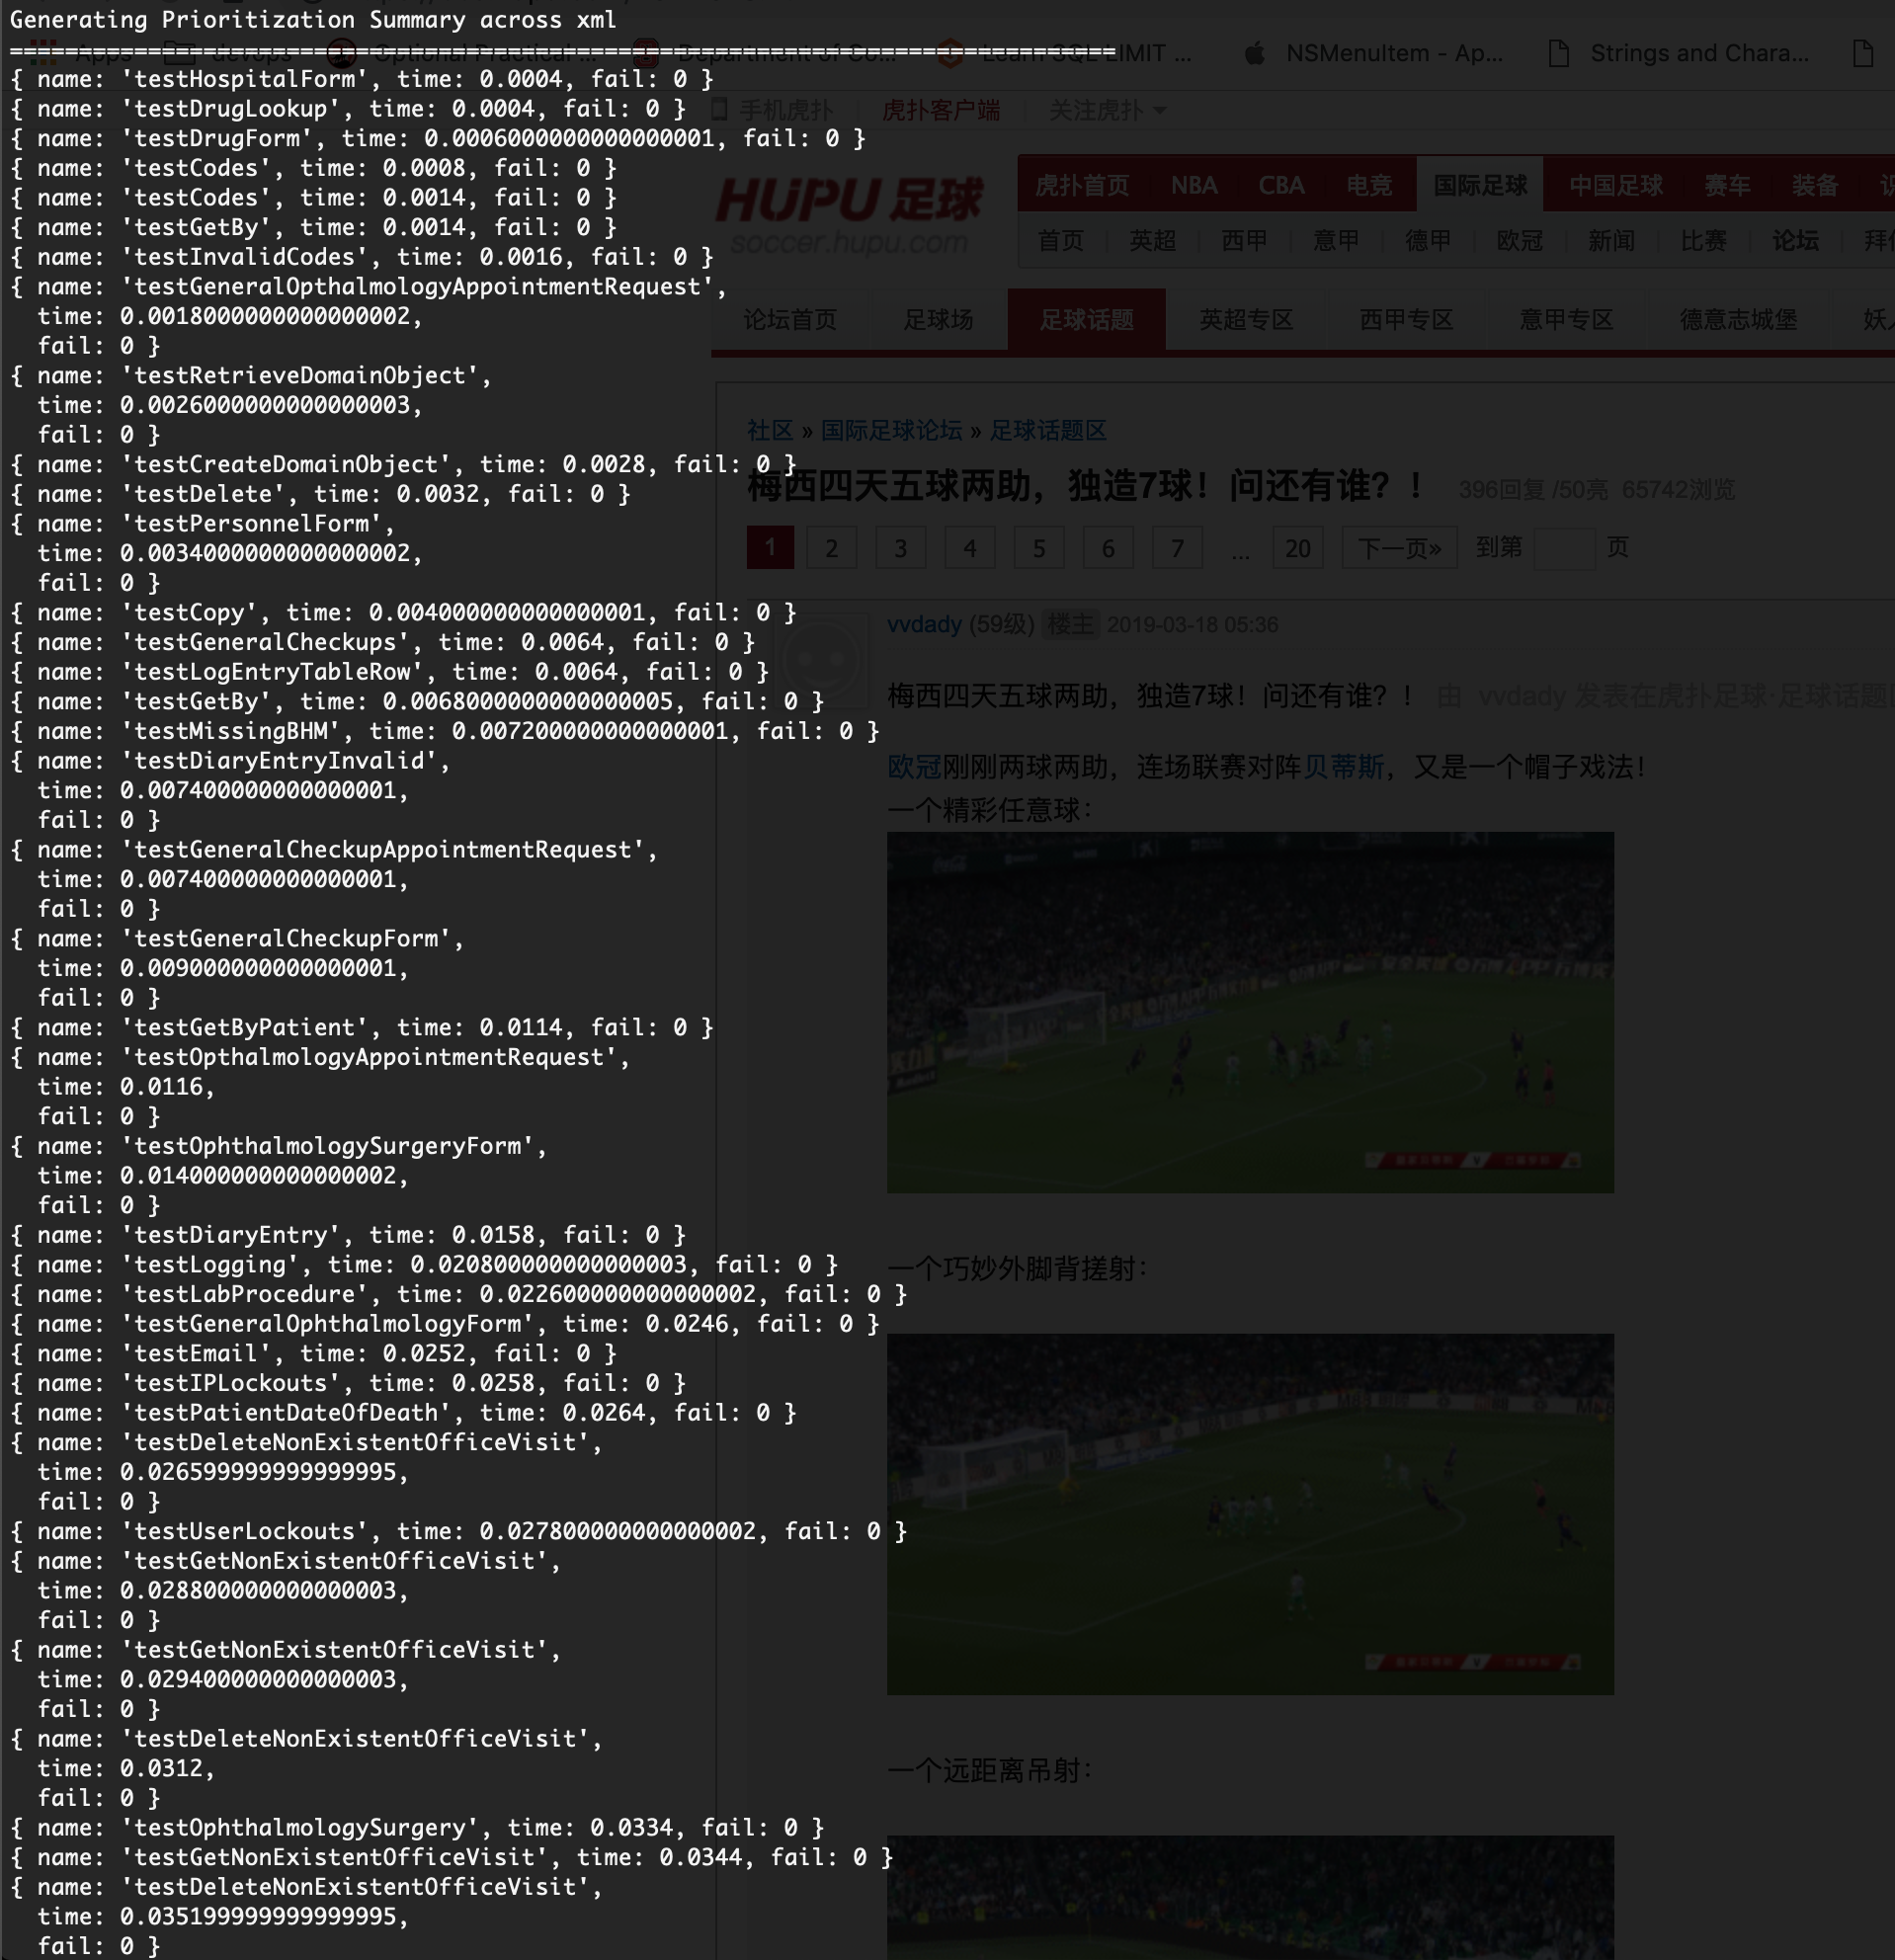 Generating Prioritization Summary across xml
================================================================================
Apps devops Optional Practical ... Department of Co... Learn SQL LIMIT ... NSMenuItem - Ap... Strings and Chara...
{ name: 'testHospitalForm', time: 0.0004, fail: 0 }
{ name: 'testDrugLookup', time: 0.0004, fail: 0 }
手机虎扑 虎扑客户端 关注虎扑
{ name: 'testDrugForm', time: 0.0006000000000000001, fail: 0 }
{ name: 'testCodes', time: 0.0008, fail: 0 }
{ name: 'testCodes', time: 0.0014, fail: 0 }
HUPU 足球
虎扑首页 NBA CBA 电竞 国际足球 中国足球 赛车 装备
{ name: 'testGetBy', time: 0.0014, fail: 0 }
soccer.hupu.com
首页 英超 西甲 意甲 德甲 欧冠 新闻 比赛 论坛
{ name: 'testInvalidCodes', time: 0.0016, fail: 0 }
{ name: 'testGeneralOpthalmologyAppointmentRequest',
  time: 0.0018000000000000002,
  fail: 0 }
论坛首页 足球场 足球话题 英超专区 西甲专区 意甲专区 德意志城堡
{ name: 'testRetrieveDomainObject',
  time: 0.0026000000000000003,
  fail: 0 }
社区 » 国际足球论坛 » 足球话题区
{ name: 'testCreateDomainObject', time: 0.0028, fail: 0 }
{ name: 'testDelete', time: 0.0032, fail: 0 }
梅西四天五球两助，独造7球！问还有谁？！ 396回复 /50亮 65742浏览
{ name: 'testPersonnelForm',
  time: 0.0034000000000000002,
  fail: 0 }
1 2 3 4 5 6 7 ... 20 下一页» 到第 页
{ name: 'testCopy', time: 0.004000000000000001, fail: 0 }
vvdady (59级) 楼主 2019-03-18 05:36
{ name: 'testGeneralCheckups', time: 0.0064, fail: 0 }
{ name: 'testLogEntryTableRow', time: 0.0064, fail: 0 }
{ name: 'testGetBy', time: 0.0068000000000000005, fail: 0 }
梅西四天五球两助，独造7球！问还有谁？！ 由 vvdady 发表在虎扑足球·足球话题
{ name: 'testMissingBHM', time: 0.007200000000000001, fail: 0 }
{ name: 'testDiaryEntryInvalid',
  time: 0.007400000000000001,
  fail: 0 }
欧冠刚刚两球两助，连场联赛对阵贝蒂斯，又是一个帽子戏法！
一个精彩任意球：
{ name: 'testGeneralCheckupAppointmentRequest',
  time: 0.007400000000000001,
  fail: 0 }
{ name: 'testGeneralCheckupForm',
  time: 0.009000000000000001,
  fail: 0 }
{ name: 'testGetByPatient', time: 0.0114, fail: 0 }
{ name: 'testOpthalmologyAppointmentRequest',
  time: 0.0116,
  fail: 0 }
{ name: 'testOphthalmologySurgeryForm',
  time: 0.014000000000000002,
  fail: 0 }
{ name: 'testDiaryEntry', time: 0.0158, fail: 0 }
{ name: 'testLogging', time: 0.020800000000000003, fail: 0 }
一个巧妙外脚背搓射：
{ name: 'testLabProcedure', time: 0.022600000000000002, fail: 0 }
{ name: 'testGeneralOphthalmologyForm', time: 0.0246, fail: 0 }
{ name: 'testEmail', time: 0.0252, fail: 0 }
{ name: 'testIPLockouts', time: 0.0258, fail: 0 }
{ name: 'testPatientDateOfDeath', time: 0.0264, fail: 0 }
{ name: 'testDeleteNonExistentOfficeVisit',
  time: 0.026599999999999995,
  fail: 0 }
{ name: 'testUserLockouts', time: 0.027800000000000002, fail: 0 }
{ name: 'testGetNonExistentOfficeVisit',
  time: 0.028800000000000003,
  fail: 0 }
{ name: 'testGetNonExistentOfficeVisit',
  time: 0.029400000000000003,
  fail: 0 }
{ name: 'testDeleteNonExistentOfficeVisit',
  time: 0.0312,
  fail: 0 }
一个远距离吊射：
{ name: 'testOphthalmologySurgery', time: 0.0334, fail: 0 }
{ name: 'testGetNonExistentOfficeVisit', time: 0.0344, fail: 0 }
{ name: 'testDeleteNonExistentOfficeVisit',
  time: 0.035199999999999995,
  fail: 0 }